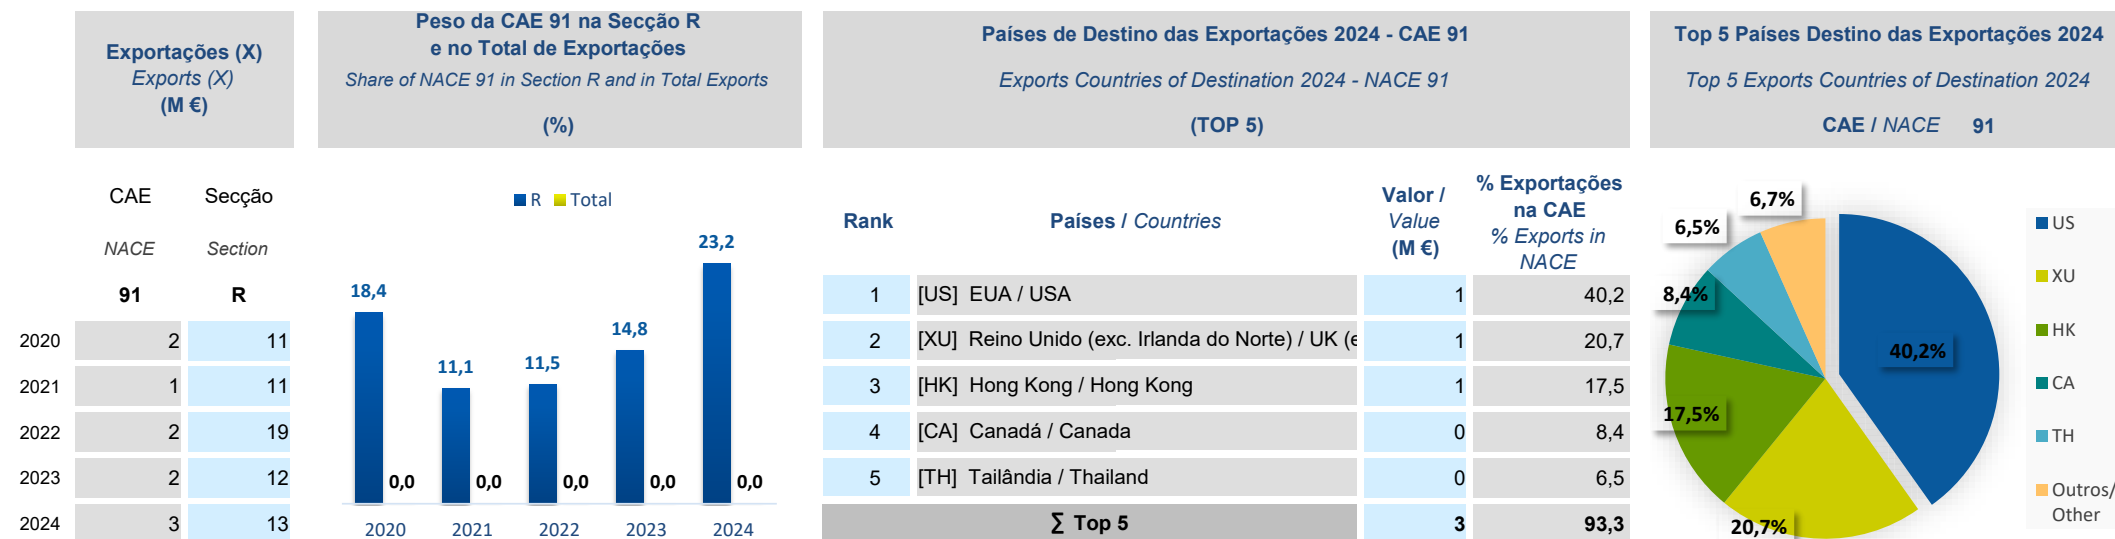 Exportações (X)
Exports (X)
(M €)
Peso da CAE 91 na Secção R
e no Total de Exportações
Share of NACE 91 in Section R and in Total Exports
(%)
Países de Destino das Exportações 2024 - CAE 91
Exports Countries of Destination 2024 - NACE 91
(TOP 5)
Top 5 Países Destino das Exportações 2024
Top 5 Exports Countries of Destination 2024
CAE / NACE 91
CAE Secção
NACE Section
91 R
2020 2 11
2021 1 11
2022 2 19
2023 2 12
2024 3 13
R Total
18,4 11,1 11,5 14,8 23,2
0,0 0,0 0,0 0,0 0,0
2020 2021 2022 2023 2024
Rank
Países / Countries
Valor /
Value
(M €)
% Exportações
na CAE
% Exports in
NACE
1 [US] EUA / USA 1 40,2
2 [XU] Reino Unido (exc. Irlanda do Norte) / UK (e 1 20,7
3 [HK] Hong Kong / Hong Kong 1 17,5
4 [CA] Canadá / Canada 0 8,4
5 [TH] Tailândia / Thailand 0 6,5
∑ Top 5 3 93,3
6,7%
6,5%
8,4%
40,2%
17,5%
20,7%
US
XU
HK
CA
TH
Outros/
Other